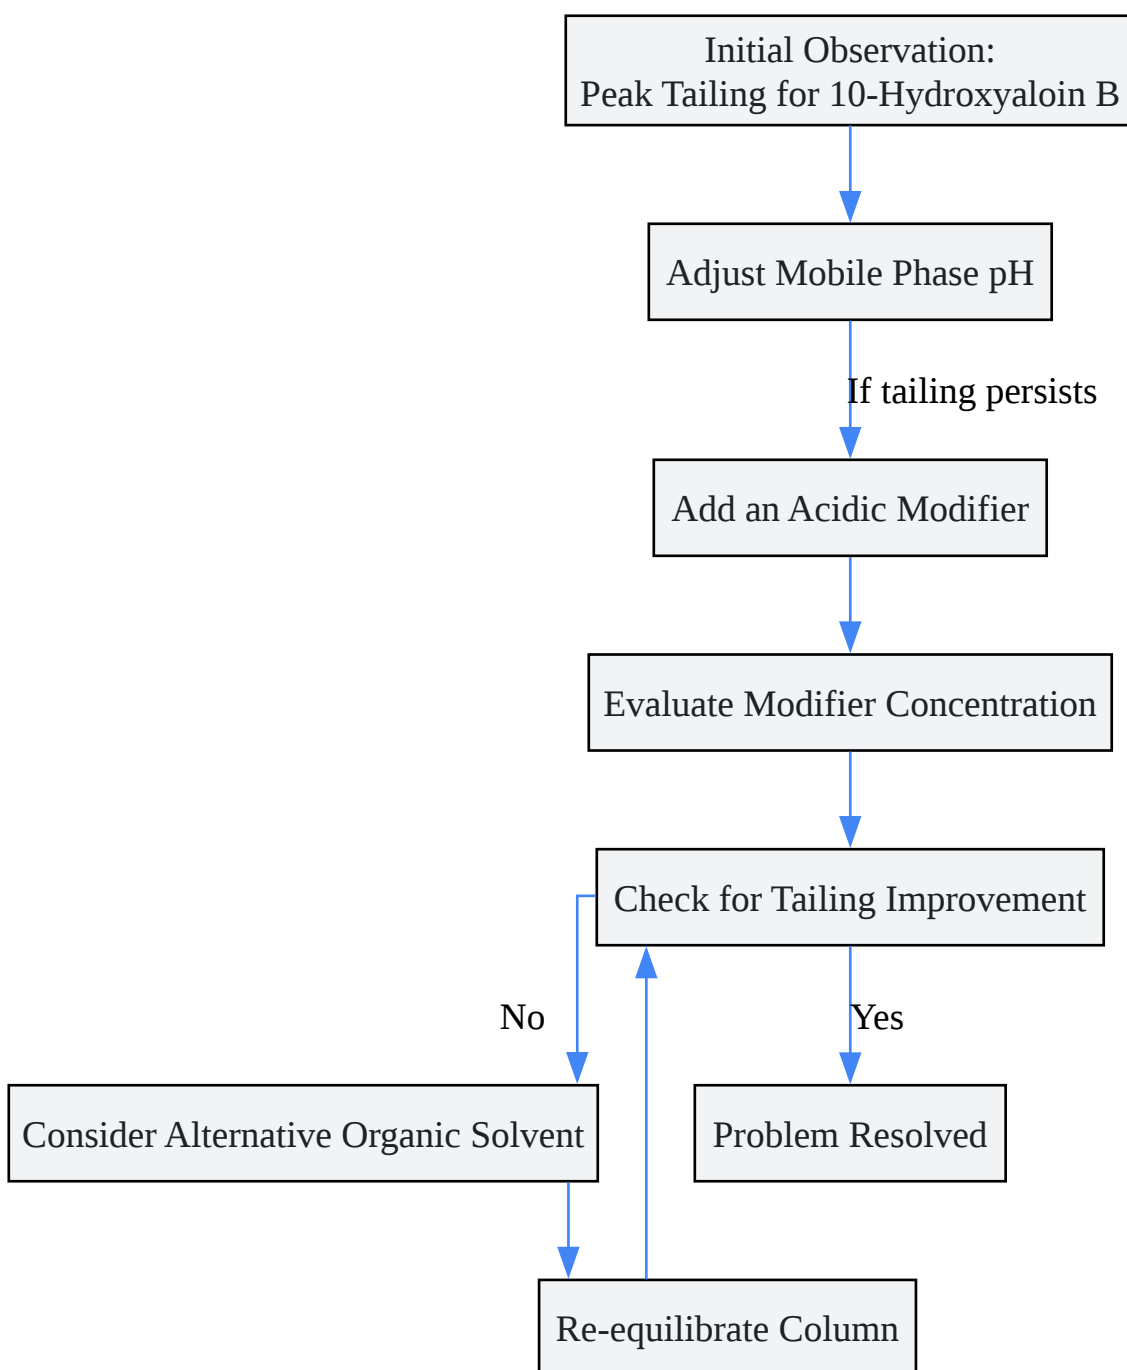 Initial Observation:
Peak Tailing for 10-Hydroxyaloin B
Adjust Mobile Phase pH
If tailing persists
Add an Acidic Modifier
Evaluate Modifier Concentration
Check for Tailing Improvement
No
Yes
Consider Alternative Organic Solvent
Problem Resolved
Re-equilibrate Column